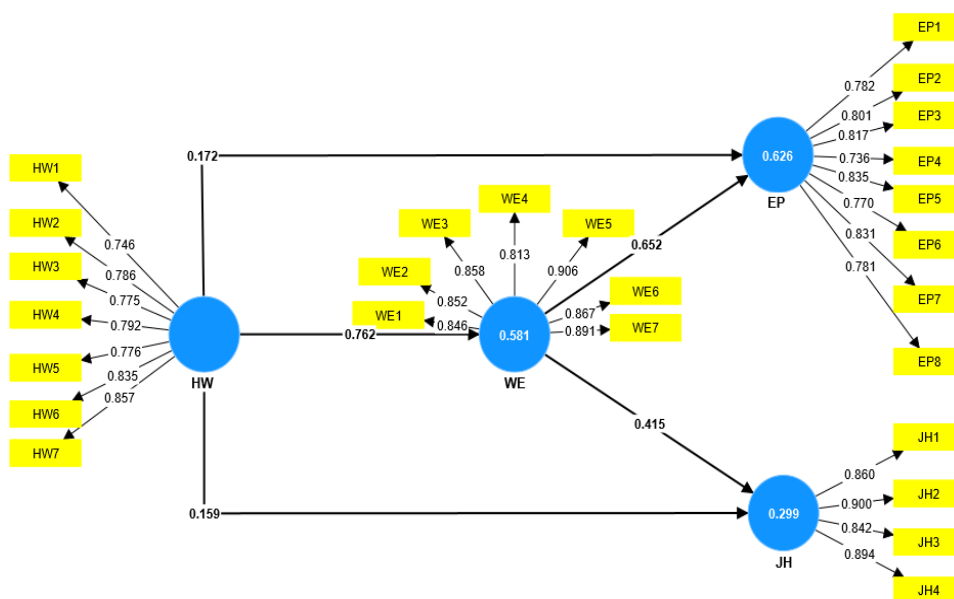 EP1
EP2
EP3
EP4
EP5
EP6
EP7
EP8
0.782
0.801
0.817
0.736
0.835
0.770
0.831
0.781
0.626
EP
0.172
HW1
HW2
HW3
HW4
HW5
HW6
HW7
0.746
0.786
0.775
0.792
0.776
0.835
0.857
HW
WE1
WE2
WE3
WE4
WE5
WE6
WE7
0.846
0.852
0.858
0.813
0.906
0.867
0.891
0.581
WE
0.762
0.652
0.415
0.159
JH1
JH2
JH3
JH4
0.860
0.900
0.842
0.894
0.299
JH